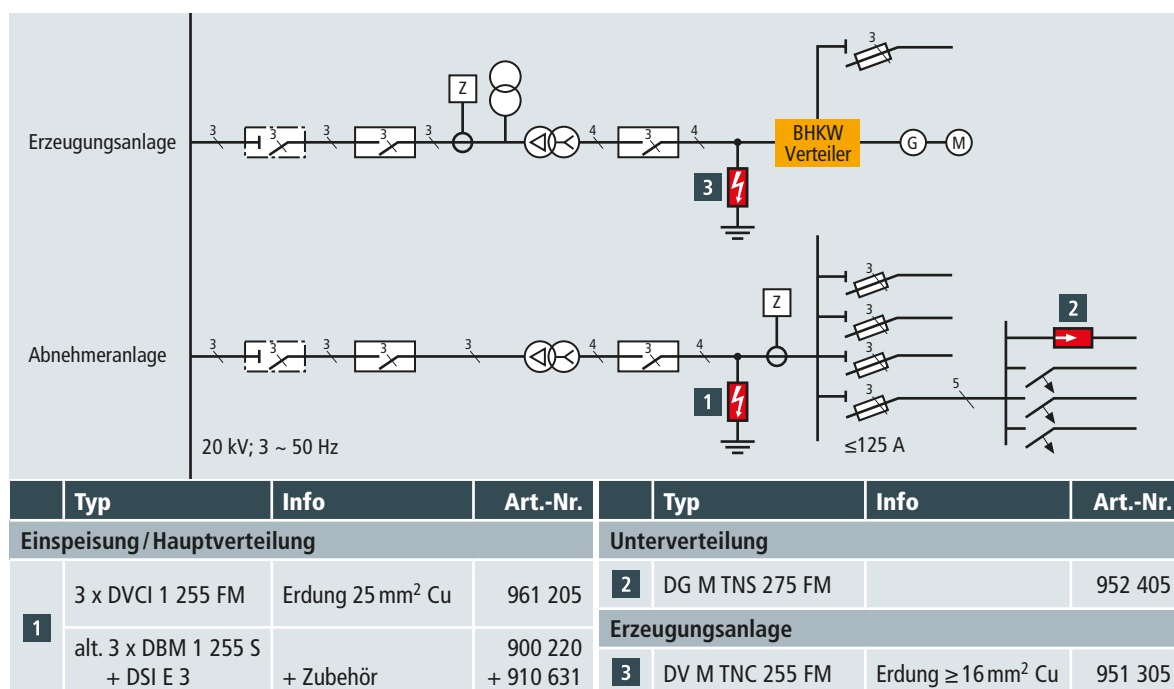 3
Z
Erzeugungsanlage
3 3 3 3 3 4 3 4
BHKW
Verteiler
G M
3
Z
3
3
2
Abnehmeranlage
3 3 3 3 3 4 3 4
3
3
5
1
20 kV; 3 ~ 50 Hz
≤125 A
Typ Info Art.-Nr.
Einspeisung / Hauptverteilung
1
3 x DVCI 1 255 FM Erdung 25 mm² Cu 961 205
alt. 3 x DBM 1 255 S 900 220
+ DSI E 3 + Zubehör + 910 631
Typ Info Art.-Nr.
Unterverteilung
2 DG M TNS 275 FM 952 405
Erzeugungsanlage
3 DV M TNC 255 FM Erdung ≥ 16 mm² Cu 951 305